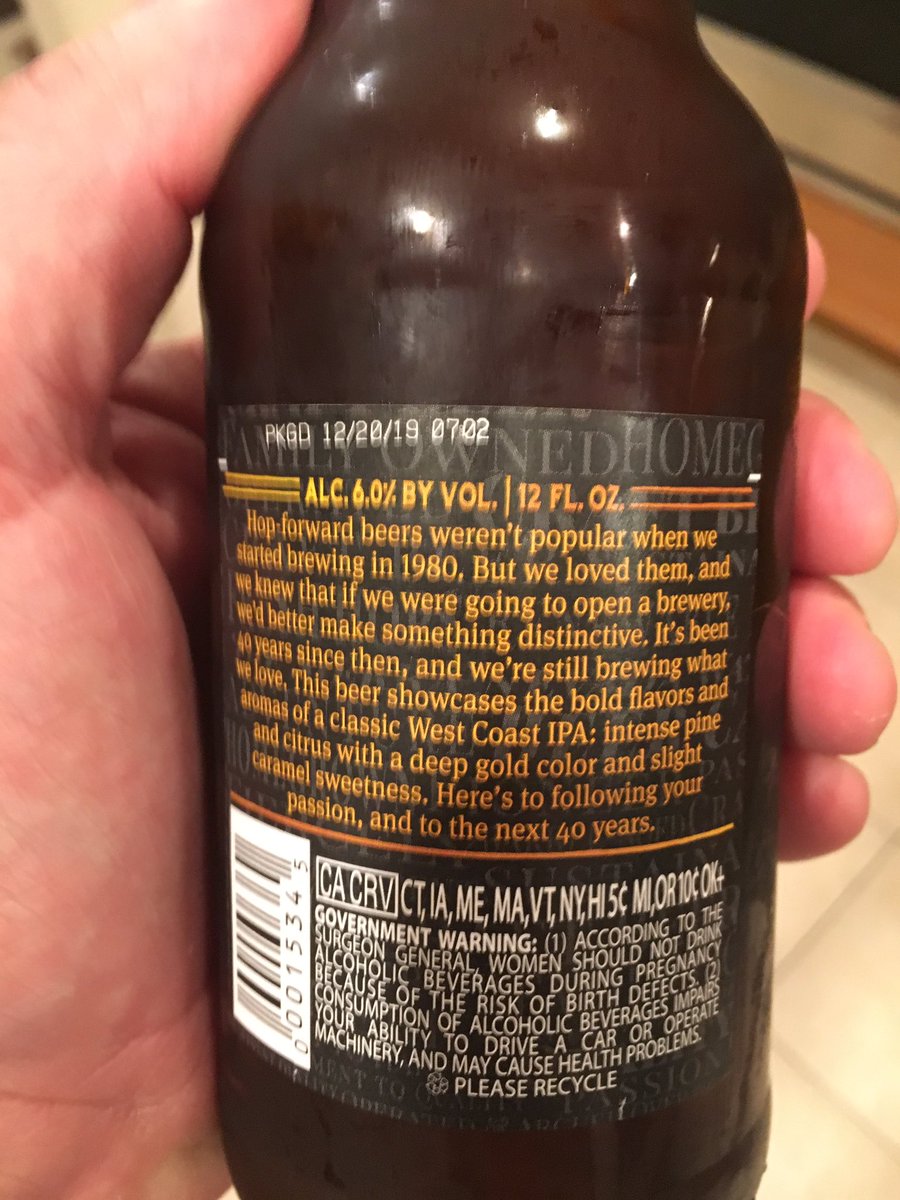 PKGD 12/20/19 0702
FAMILY OWNED HOMEG
ALC. 6.0% BY VOL. | 12 FL. OZ.
Hop-forward beers weren't popular when we
started brewing in 1980. But we loved them, and
we knew that if we were going to open a brewery,
we'd better make something distinctive. It's been
40 years since then, and we're still brewing what
we love. This beer showcases the bold flavors and
aromas of a classic West Coast IPA: intense pine
and citrus with a deep gold color and slight
caramel sweetness. Here's to following your
passion, and to the next 40 years.
CA CRV CT, IA, ME, MA, VT, NY, HI 5¢ MI, OR 10¢ OK+
GOVERNMENT WARNING: (1) ACCORDING TO THE
SURGEON GENERAL, WOMEN SHOULD NOT DRINK
ALCOHOLIC BEVERAGES DURING PREGNANCY
BECAUSE OF THE RISK OF BIRTH DEFECTS. (2)
CONSUMPTION OF ALCOHOLIC BEVERAGES IMPAIRS
YOUR ABILITY TO DRIVE A CAR OR OPERATE
MACHINERY, AND MAY CAUSE HEALTH PROBLEMS.
PLEASE RECYCLE
00015345
PASSION